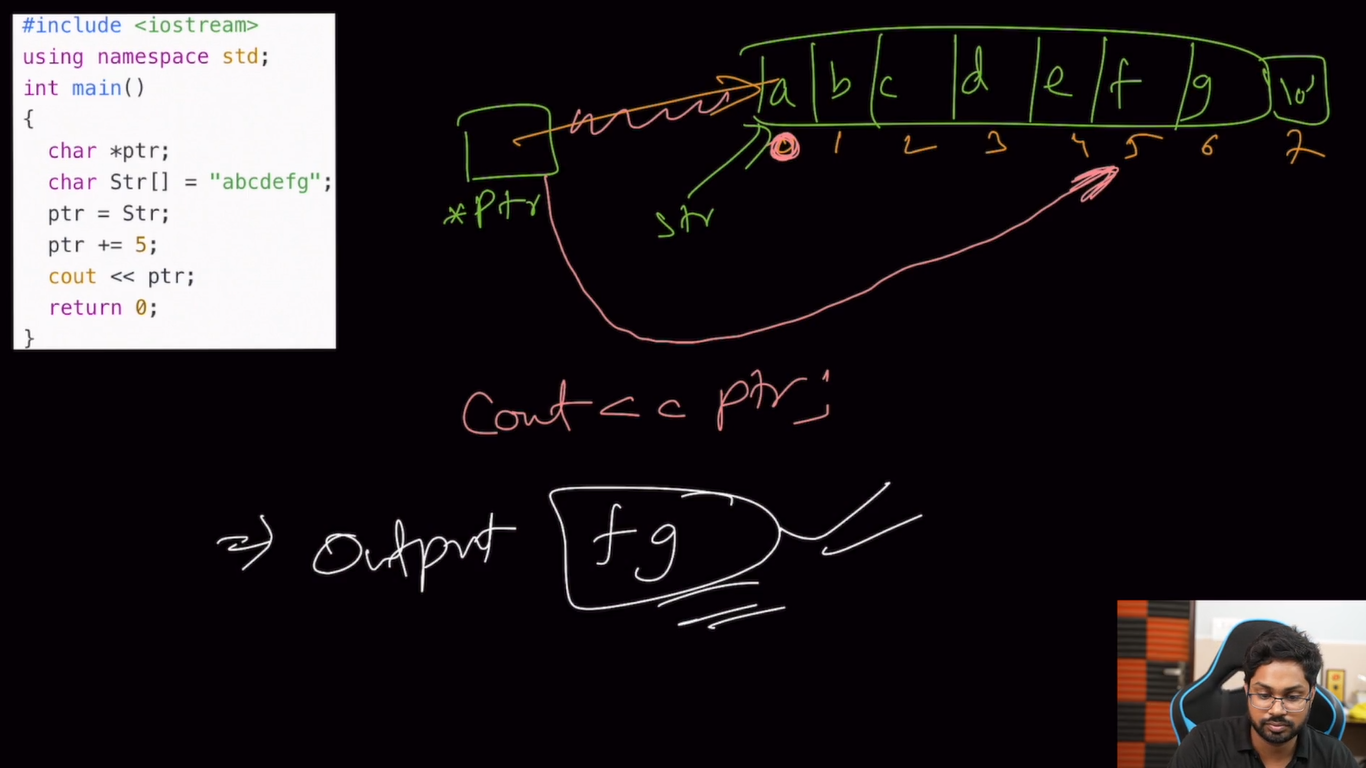 #include <iostream>
using namespace std;
int main()
{
char *ptr;
char Str[] = "abcdefg";
ptr = Str;
ptr += 5;
cout << ptr;
return 0;
}
a b c d e f g '\0'
0 1 2 3 4 5 6 7
*Ptr
str
Cout << ptr;
=> Output fg